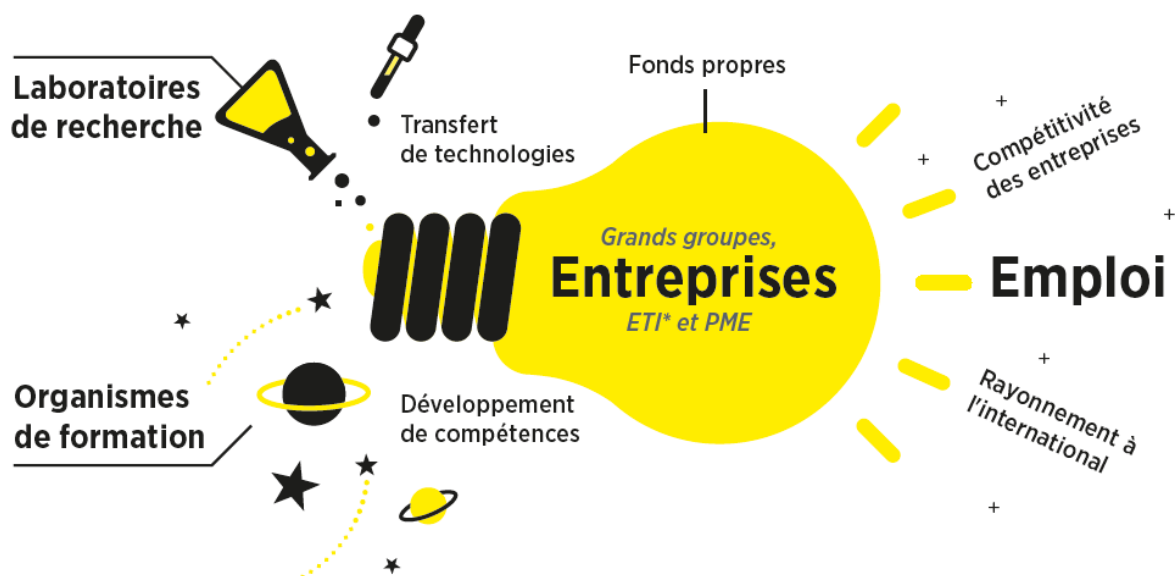 Laboratoires
de recherche
Transfert
de technologies
Fonds propres
Grands groupes,
Entreprises
ETI* et PME
Organismes
de formation
Développement
de compétences
Compétitivité
des entreprises
Emploi
Rayonnement à
l'international